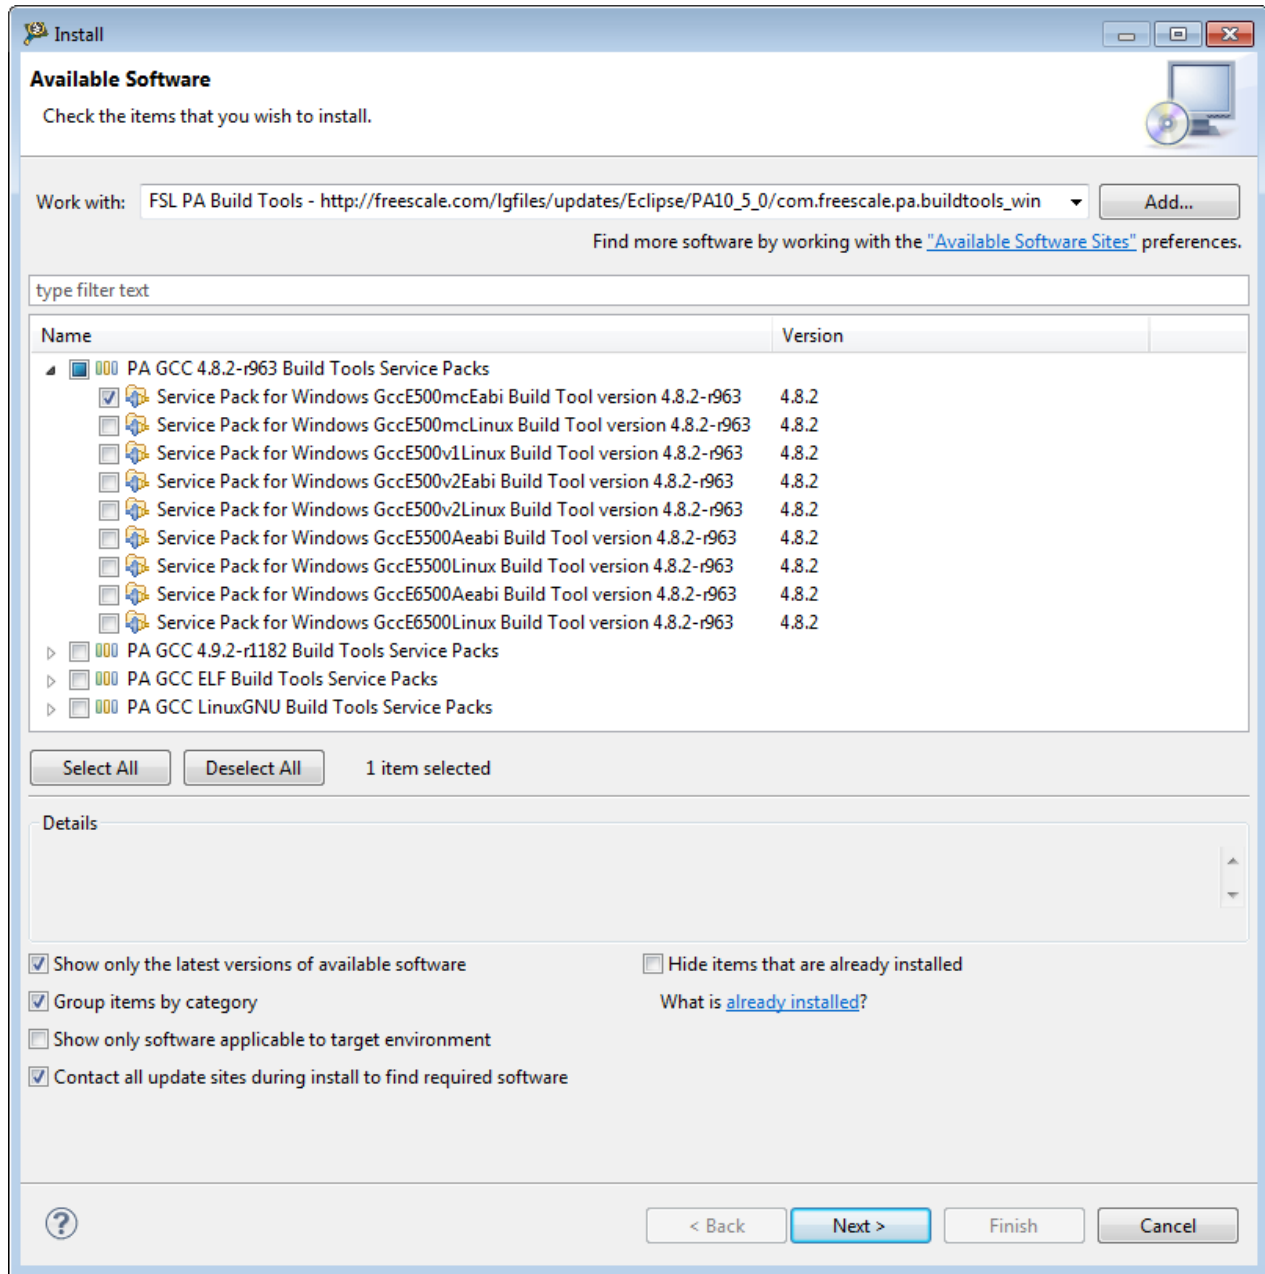 Install
Available Software
Check the items that you wish to install.
Work with: FSL PA Build Tools - http://freescale.com/lgfiles/updates/Eclipse/PA10_5_0/com.freescale.pa.buildtools_win Add...
Find more software by working with the "Available Software Sites" preferences.
type filter text
Name Version
PA GCC 4.8.2-r963 Build Tools Service Packs
Service Pack for Windows GccE500mcEabi Build Tool version 4.8.2-r963 4.8.2
Service Pack for Windows GccE500mcLinux Build Tool version 4.8.2-r963 4.8.2
Service Pack for Windows GccE500v1Linux Build Tool version 4.8.2-r963 4.8.2
Service Pack for Windows GccE500v2Eabi Build Tool version 4.8.2-r963 4.8.2
Service Pack for Windows GccE500v2Linux Build Tool version 4.8.2-r963 4.8.2
Service Pack for Windows GccE5500Aeabi Build Tool version 4.8.2-r963 4.8.2
Service Pack for Windows GccE5500Linux Build Tool version 4.8.2-r963 4.8.2
Service Pack for Windows GccE6500Aeabi Build Tool version 4.8.2-r963 4.8.2
Service Pack for Windows GccE6500Linux Build Tool version 4.8.2-r963 4.8.2
PA GCC 4.9.2-r1182 Build Tools Service Packs
PA GCC ELF Build Tools Service Packs
PA GCC LinuxGNU Build Tools Service Packs
Select All Deselect All 1 item selected
Details
Show only the latest versions of available software Hide items that are already installed
Group items by category What is already installed?
Show only software applicable to target environment
Contact all update sites during install to find required software
? < Back Next > Finish Cancel